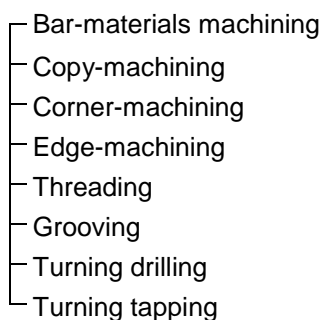 Bar-materials machining
Copy-machining
Corner-machining
Edge-machining
Threading
Grooving
Turning drilling
Turning tapping